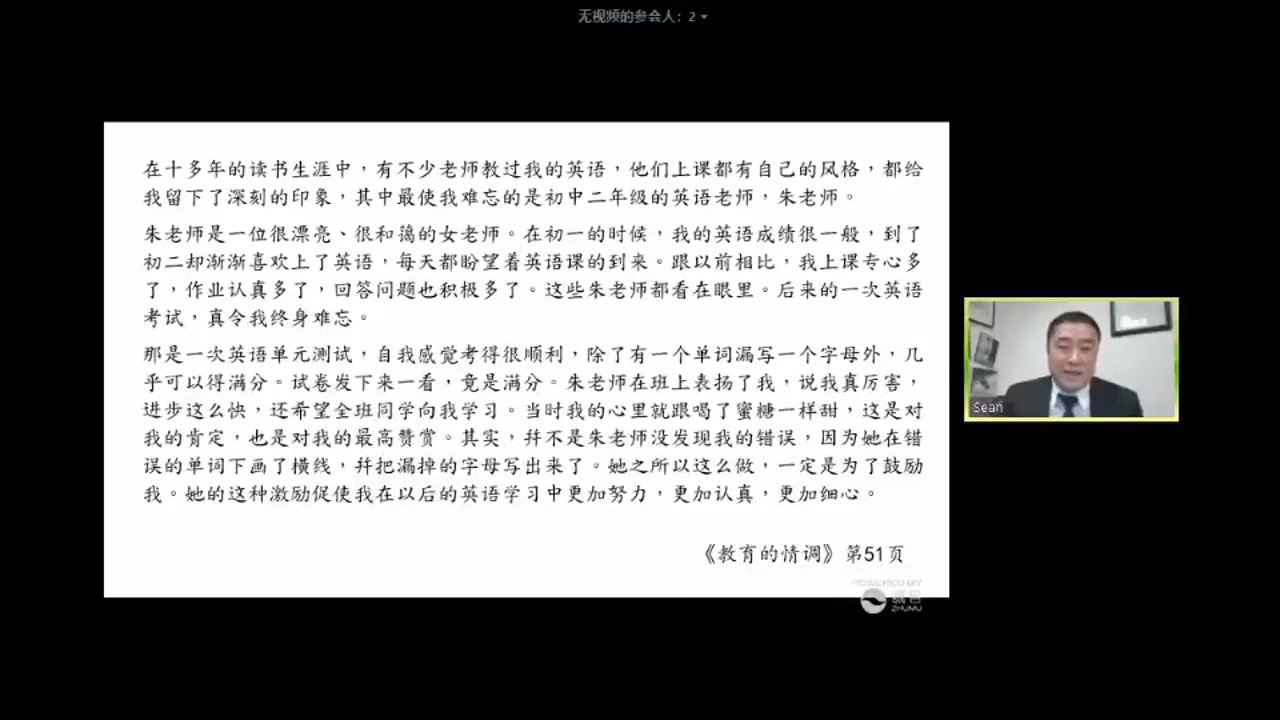 无视频的参会人：2
在十多年的读书生涯中，有不少老师教过我的英语，他们上课都有自己的风格，都给
我留下了深刻的印象，其中最使我难忘的是初中二年级的英语老师，朱老师。
朱老师是一位很漂亮、很和蔼的女老师。在初一的时候，我的英语成绩很一般，到了
初二却渐渐喜欢上了英语，每天都盼望着英语课的到来。跟以前相比，我上课专心多
了，作业认真多了，回答问题也积极多了。这些朱老师都看在眼里。后来的一次英语
考试，真令我终身难忘。
那是一次英语单元测试，自我感觉考得很顺利，除了有一个单词漏写一个字母外，几
乎可以得满分。试卷发下来一看，竟是满分。朱老师在班上表扬了我，说我真厉害，
进步这么快，还希望全班同学向我学习。当时我的心里就跟喝了蜜糖一样甜，这是对
我的肯定，也是对我的最高赞赏。其实，并不是朱老师没发现我的错误，因为她在错
误的单词下画了横线，并把漏掉的字母写出来了。她之所以这么做，一定是为了鼓励
我。她的这种激励促使我在以后的英语学习中更加努力，更加认真，更加细心。
《教育的情调》第51页
POWERED BY
瞩目
ZHUMU
Sean